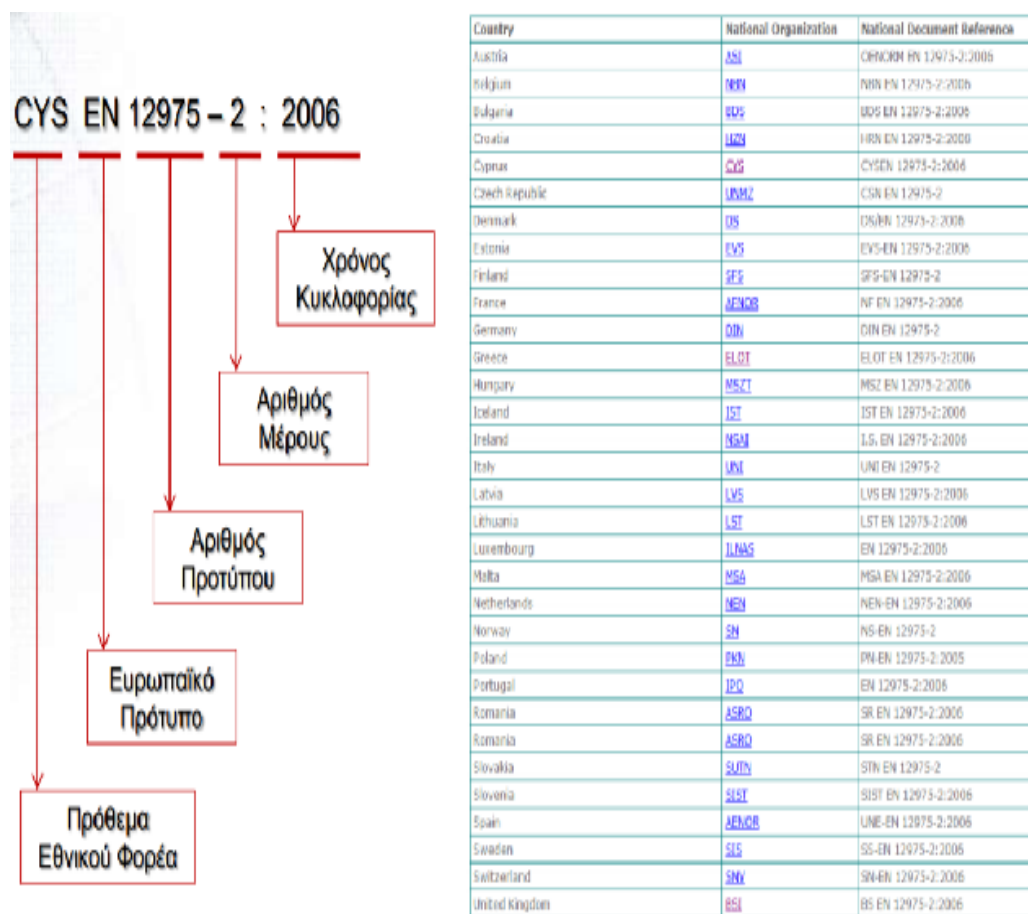 CYS EN 12975 – 2 : 2006
Χρόνος
Κυκλοφορίας
Αριθμός
Μέρους
Αριθμός
Προτύπου
Ευρωπαϊκό
Πρότυπο
Πρόθεμα
Εθνικού Φορέα
Country National Organization National Document Reference
Austria ASI OENORM EN 12975-2:2006
Belgium NBN NBN EN 12975-2:2006
Bulgaria BDS BDS EN 12975-2:2006
Croatia HZN HRN EN 12975-2:2008
Cyprus CYS CYSEN 12975-2:2006
Czech Republic UNMZ CSN EN 12975-2
Denmark DS DS/EN 12975-2:2006
Estonia EVS EVS-EN 12975-2:2006
Finland SFS SFS-EN 12975-2
France AFNOR NF EN 12975-2:2006
Germany DIN DIN EN 12975-2
Greece ELOT ELOT EN 12975-2:2006
Hungary MSZT MSZ EN 12975-2:2006
Iceland IST IST EN 12975-2:2006
Ireland NSAI I.S. EN 12975-2:2006
Italy UNI UNI EN 12975-2
Latvia LVS LVS EN 12975-2:2006
Lithuania LST LST EN 12975-2:2006
Luxembourg ILNAS EN 12975-2:2006
Malta MSA MSA EN 12975-2:2006
Netherlands NEN NEN-EN 12975-2:2006
Norway SN NS-EN 12975-2
Poland PKN PN-EN 12975-2:2005
Portugal IPQ EN 12975-2:2006
Romania ASRO SR EN 12975-2:2006
Romania ASRO SR EN 12975-2:2006
Slovakia SUTN STN EN 12975-2
Slovenia SIST SIST EN 12975-2:2006
Spain AENOR UNE-EN 12975-2:2006
Sweden SIS SS-EN 12975-2:2006
Switzerland SNV SN-EN 12975-2:2006
United Kingdom BSI BS EN 12975-2:2006